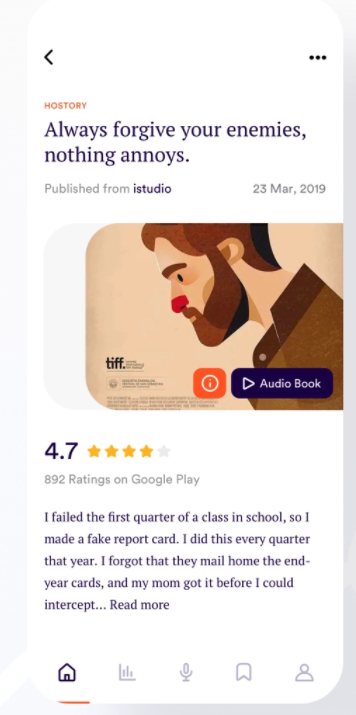 HOSTORY
Always forgive your enemies,
nothing annoys.
Published from istudio
23 Mar, 2019
tiff.
Audio Book
4.7
892 Ratings on Google Play
I failed the first quarter of a class in school, so I
made a fake report card. I did this every quarter
that year. I forgot that they mail home the end-
year cards, and my mom got it before I could
intercept... Read more